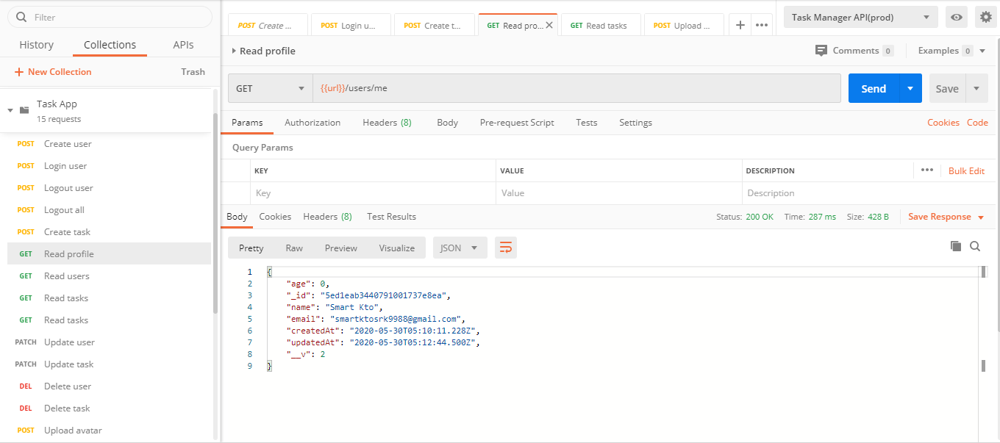 Filter
History Collections APIs
+ New Collection Trash
Task App
15 requests
POST Create user
POST Login user
POST Logout user
POST Logout all
POST Create task
GET Read profile
GET Read users
GET Read tasks
GET Read tasks
PATCH Update user
PATCH Update task
DEL Delete user
DEL Delete task
POST Upload avatar
POST Create ... POST Login u... POST Create t... GET Read pro... POST Upload ...
GET Read tasks
Task Manager API(prod)
Read profile Comments 0 Examples 0
GET {{url}}/users/me Send Save
Params Authorization Headers (8) Body Pre-request Script Tests Settings Cookies Code
Query Params
KEY VALUE DESCRIPTION ••• Bulk Edit
Key Value Description
Body Cookies Headers (8) Test Results Status: 200 OK Time: 287 ms Size: 428 B Save Response
Pretty Raw Preview Visualize JSON
1 {
2 "age": 0,
3 "_id": "5ed1eab3440791001737e8ea",
4 "name": "Smart Kto",
5 "email": "smartktosrk9988@gmail.com",
6 "createdAt": "2020-05-30T05:10:11.228Z",
7 "updatedAt": "2020-05-30T05:12:44.500Z",
8 "__v": 2
9 }